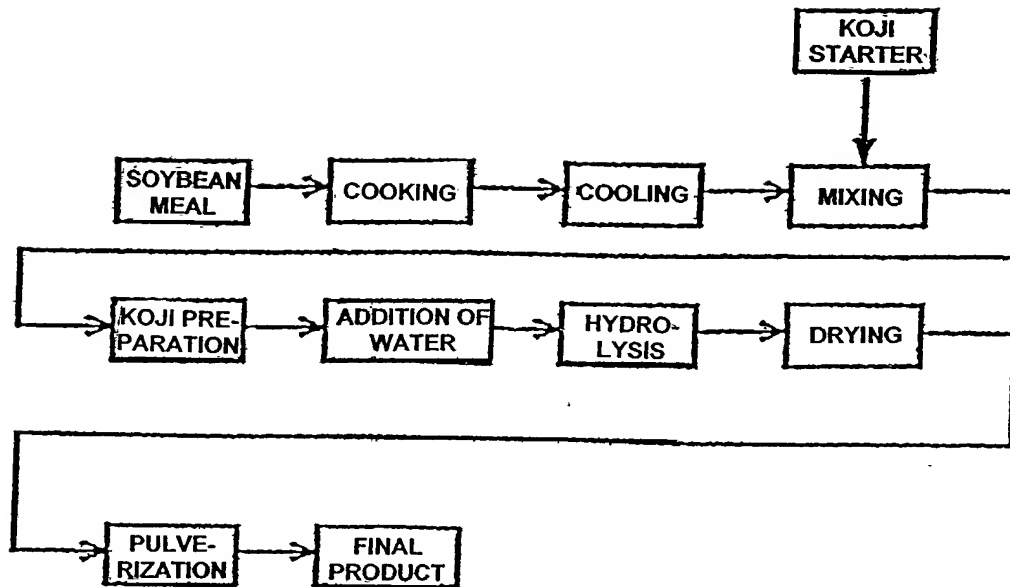 KOJI
STARTER
SOYBEAN
MEAL
COOKING
COOLING
MIXING
KOJI PRE-
PARATION
ADDITION OF
WATER
HYDRO-
LYSIS
DRYING
PULVE-
RIZATION
FINAL
PRODUCT